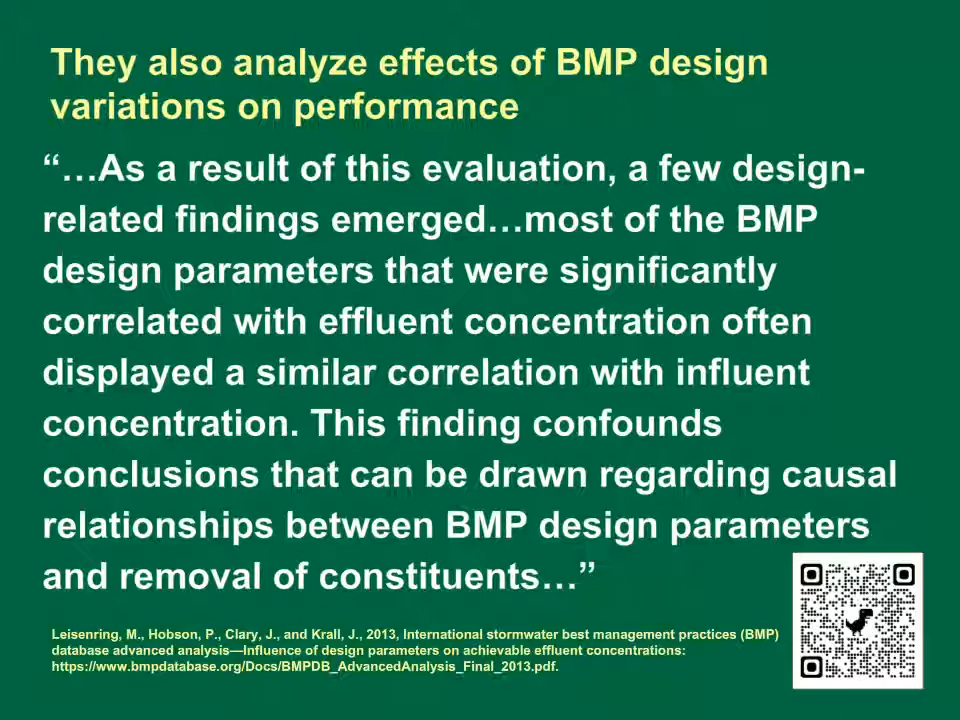 They also analyze effects of BMP design
variations on performance
“…As a result of this evaluation, a few design-
related findings emerged…most of the BMP
design parameters that were significantly
correlated with effluent concentration often
displayed a similar correlation with influent
concentration. This finding confounds
conclusions that can be drawn regarding causal
relationships between BMP design parameters
and removal of constituents…”
Leisenring, M., Hobson, P., Clary, J., and Krall, J., 2013, International stormwater best management practices (BMP)
database advanced analysis—Influence of design parameters on achievable effluent concentrations:
https://www.bmpdatabase.org/Docs/BMPDB_AdvancedAnalysis_Final_2013.pdf.